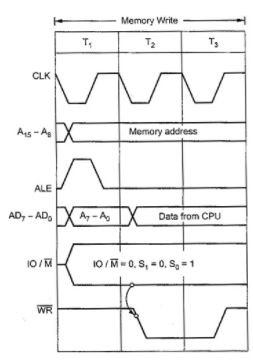 Memory Write
T₁ T₂ T₃
CLK
A₁₅ – A₈ Memory address
ALE
AD₇ – AD₀ A₇ – A₀ Data from CPU
IO / M̅ IO / M̅ = 0, S₁ = 0, S₀ = 1
W̅R̅